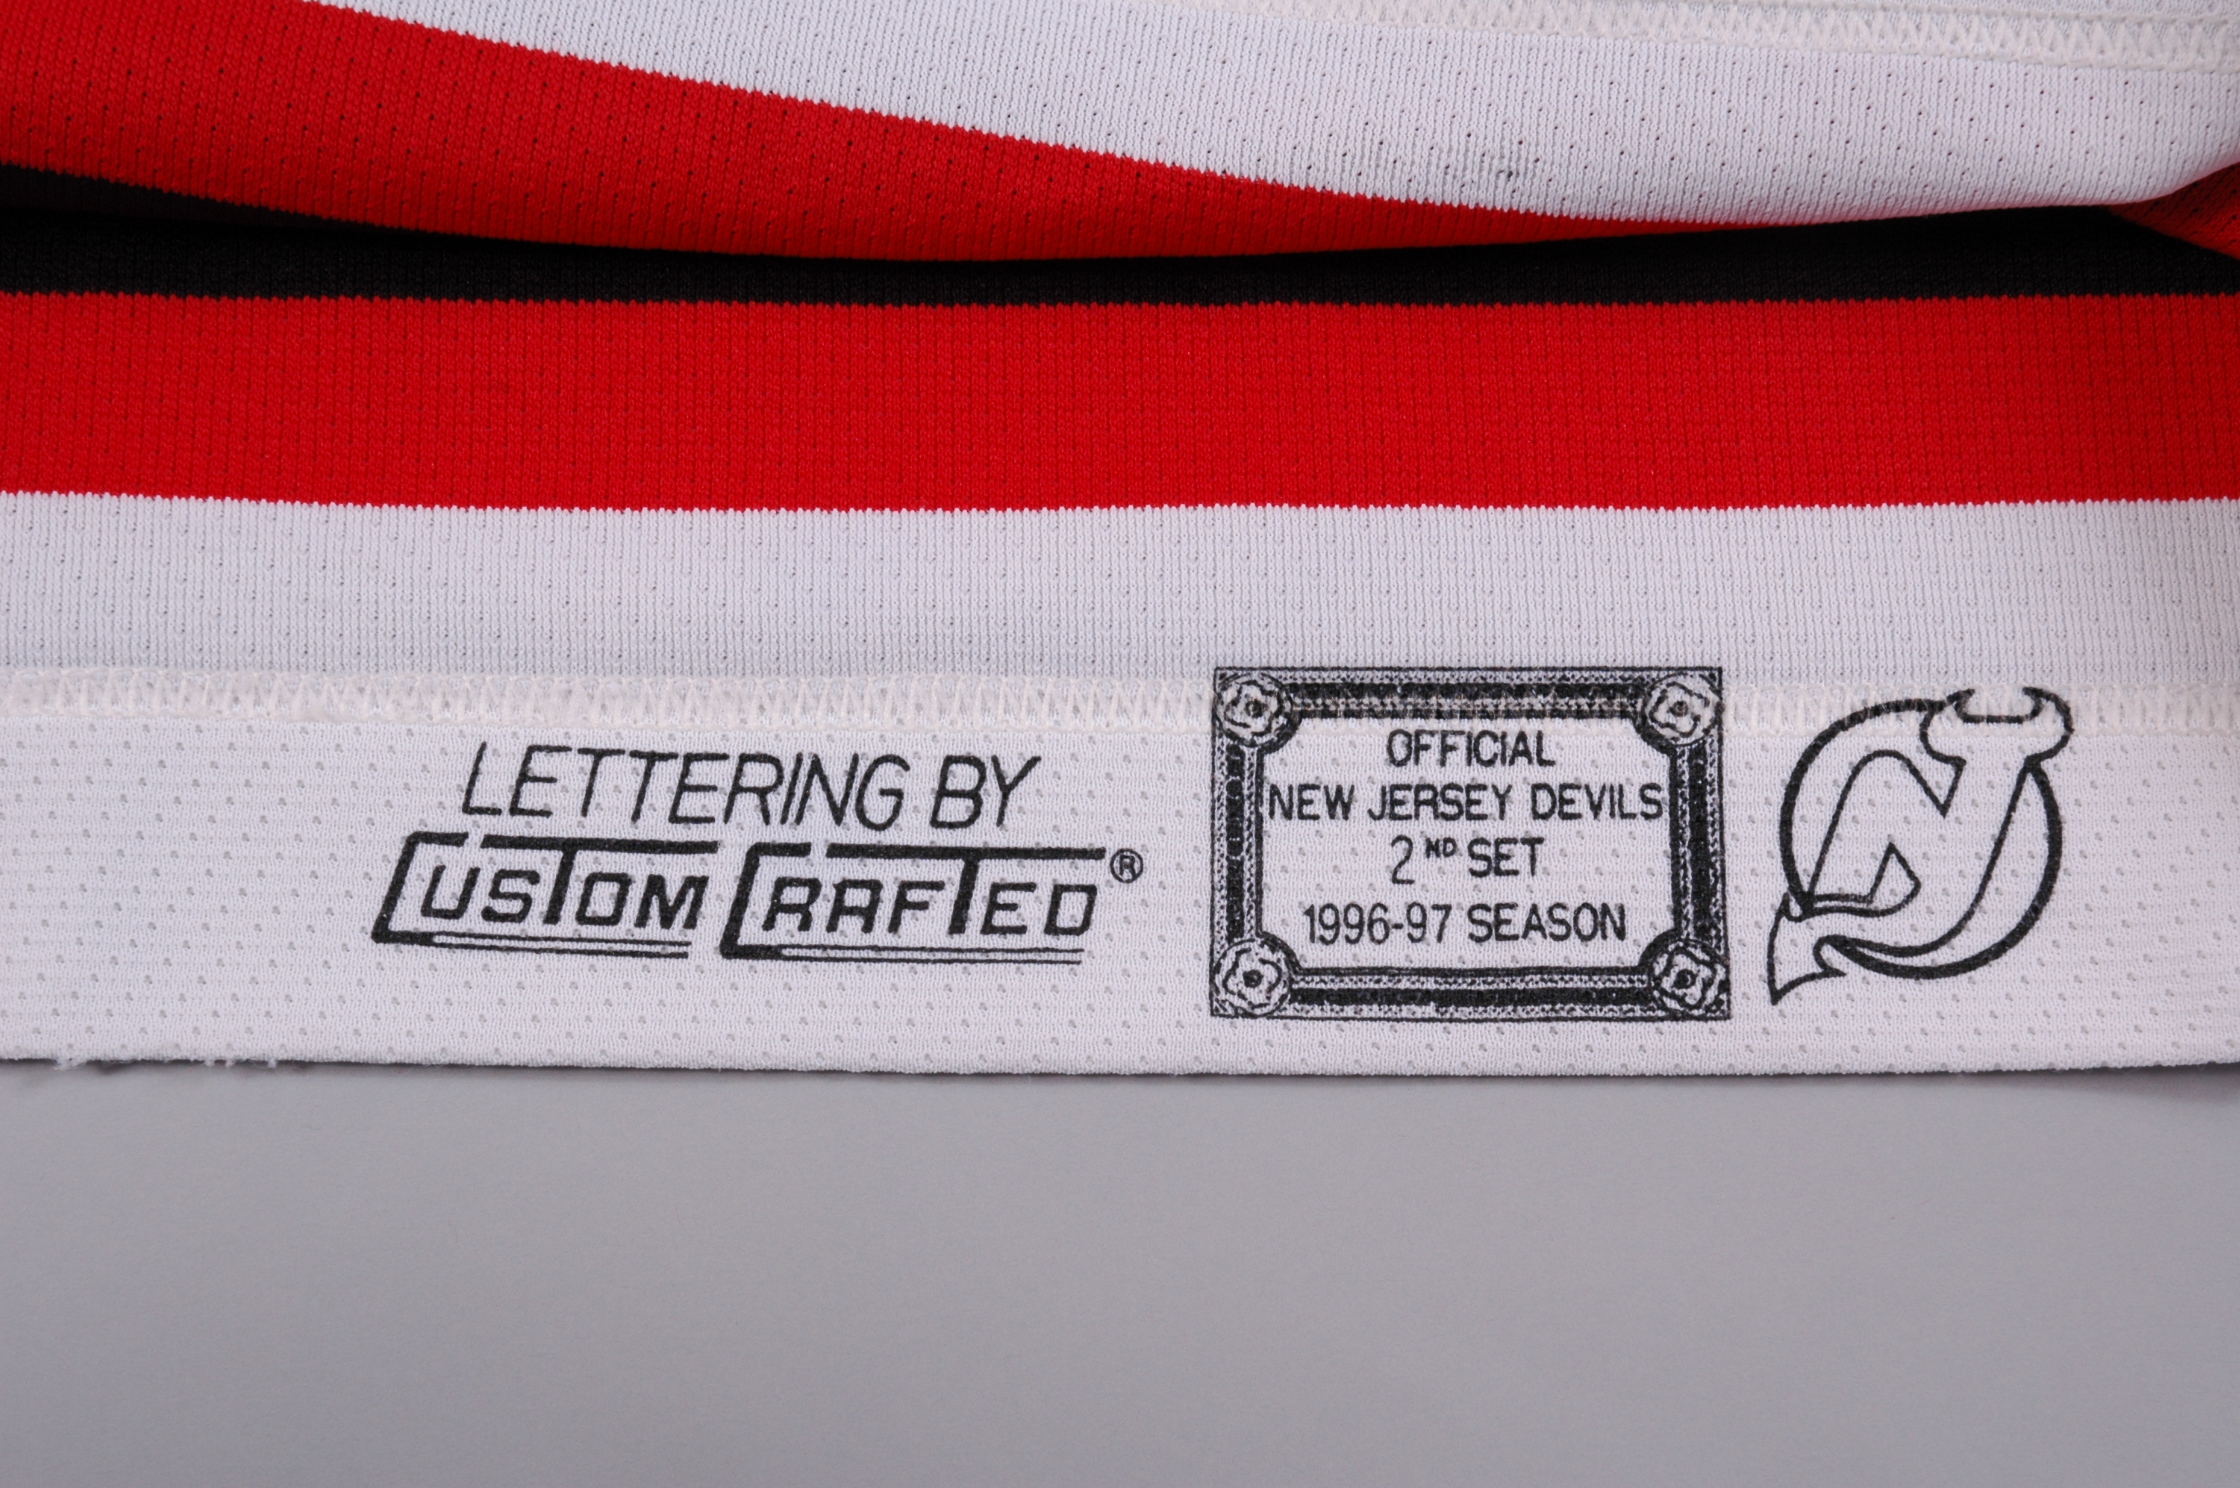 LETTERING BY
CUSTOM CRAFTED®
OFFICIAL
NEW JERSEY DEVILS
2ND SET
1996-97 SEASON